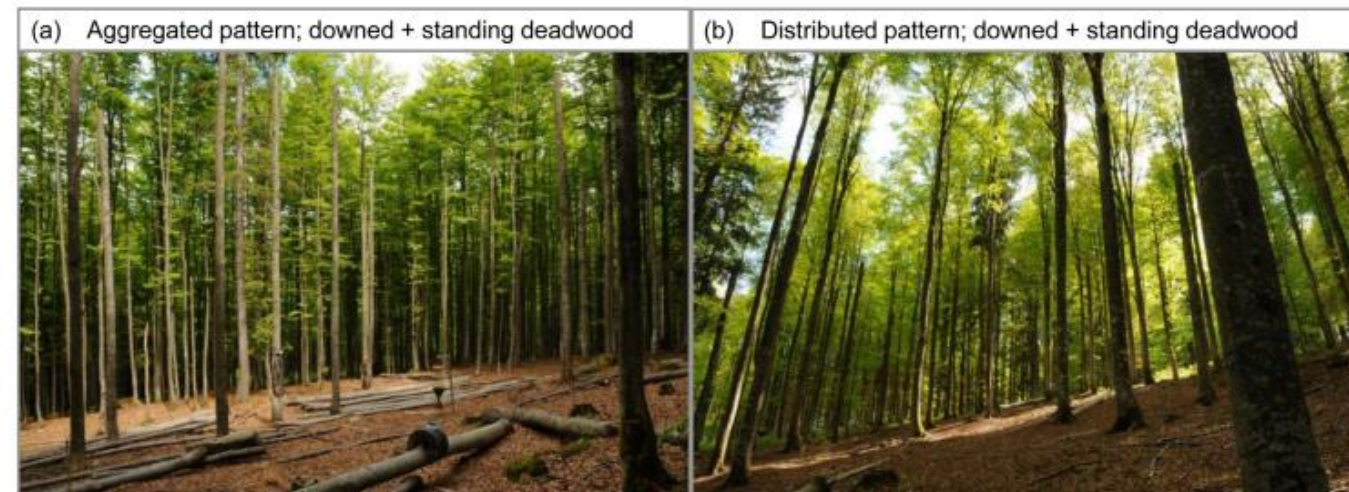 (a) Aggregated pattern; downed + standing deadwood
(b) Distributed pattern; downed + standing deadwood